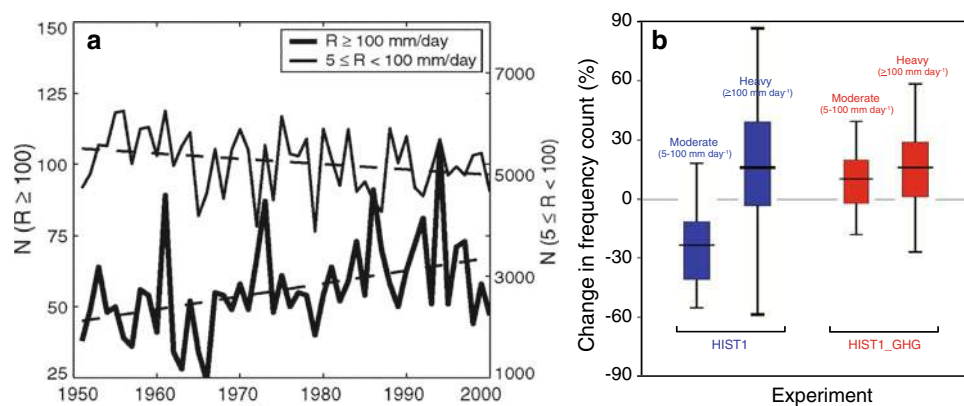 a
R ≥ 100 mm/day
5 ≤ R < 100 mm/day
N (R ≥ 100)
150
125
100
75
50
25
7000
5000
3000
1000
N (5 ≤ R < 100)
1950 1960 1970 1980 1990 2000
b
Change in frequency count (%)
90
60
30
0
-30
-60
-90
Moderate
(5-100 mm day-1)
Heavy
(≥100 mm day-1)
Moderate
(5-100 mm day-1)
Heavy
(≥100 mm day-1)
HIST1
HIST1_GHG
Experiment